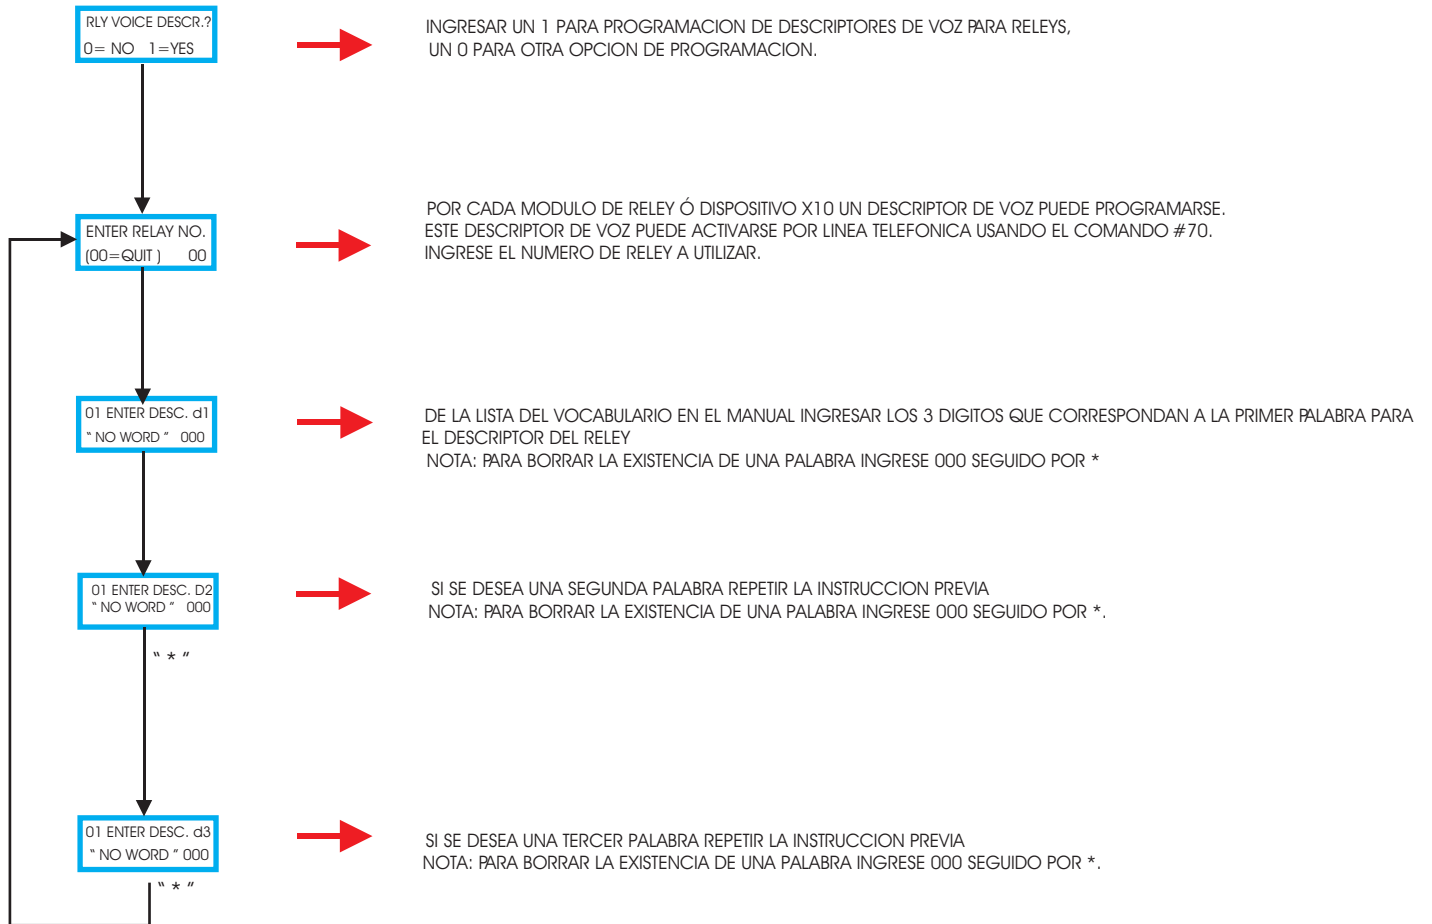 RLY VOICE DESCR.?
0= NO 1=YES
INGRESAR UN 1 PARA PROGRAMACION DE DESCRIPTORES DE VOZ PARA RELEYS,
UN 0 PARA OTRA OPCION DE PROGRAMACION.
ENTER RELAY NO.
(00=QUIT ) 00
POR CADA MODULO DE RELEY Ó DISPOSITIVO X10 UN DESCRIPTOR DE VOZ PUEDE PROGRAMARSE.
ESTE DESCRIPTOR DE VOZ PUEDE ACTIVARSE POR LINEA TELEFONICA USANDO EL COMANDO #70.
INGRESE EL NUMERO DE RELEY A UTILIZAR.
01 ENTER DESC. d1
" NO WORD " 000
DE LA LISTA DEL VOCABULARIO EN EL MANUAL INGRESAR LOS 3 DIGITOS QUE CORRESPONDAN A LA PRIMER PALABRA PARA
EL DESCRIPTOR DEL RELEY
NOTA: PARA BORRAR LA EXISTENCIA DE UNA PALABRA INGRESE 000 SEGUIDO POR *
01 ENTER DESC. D2
" NO WORD " 000
SI SE DESEA UNA SEGUNDA PALABRA REPETIR LA INSTRUCCION PREVIA
NOTA: PARA BORRAR LA EXISTENCIA DE UNA PALABRA INGRESE 000 SEGUIDO POR *.
" * "
01 ENTER DESC. d3
" NO WORD " 000
SI SE DESEA UNA TERCER PALABRA REPETIR LA INSTRUCCION PREVIA
NOTA: PARA BORRAR LA EXISTENCIA DE UNA PALABRA INGRESE 000 SEGUIDO POR *.
" * "